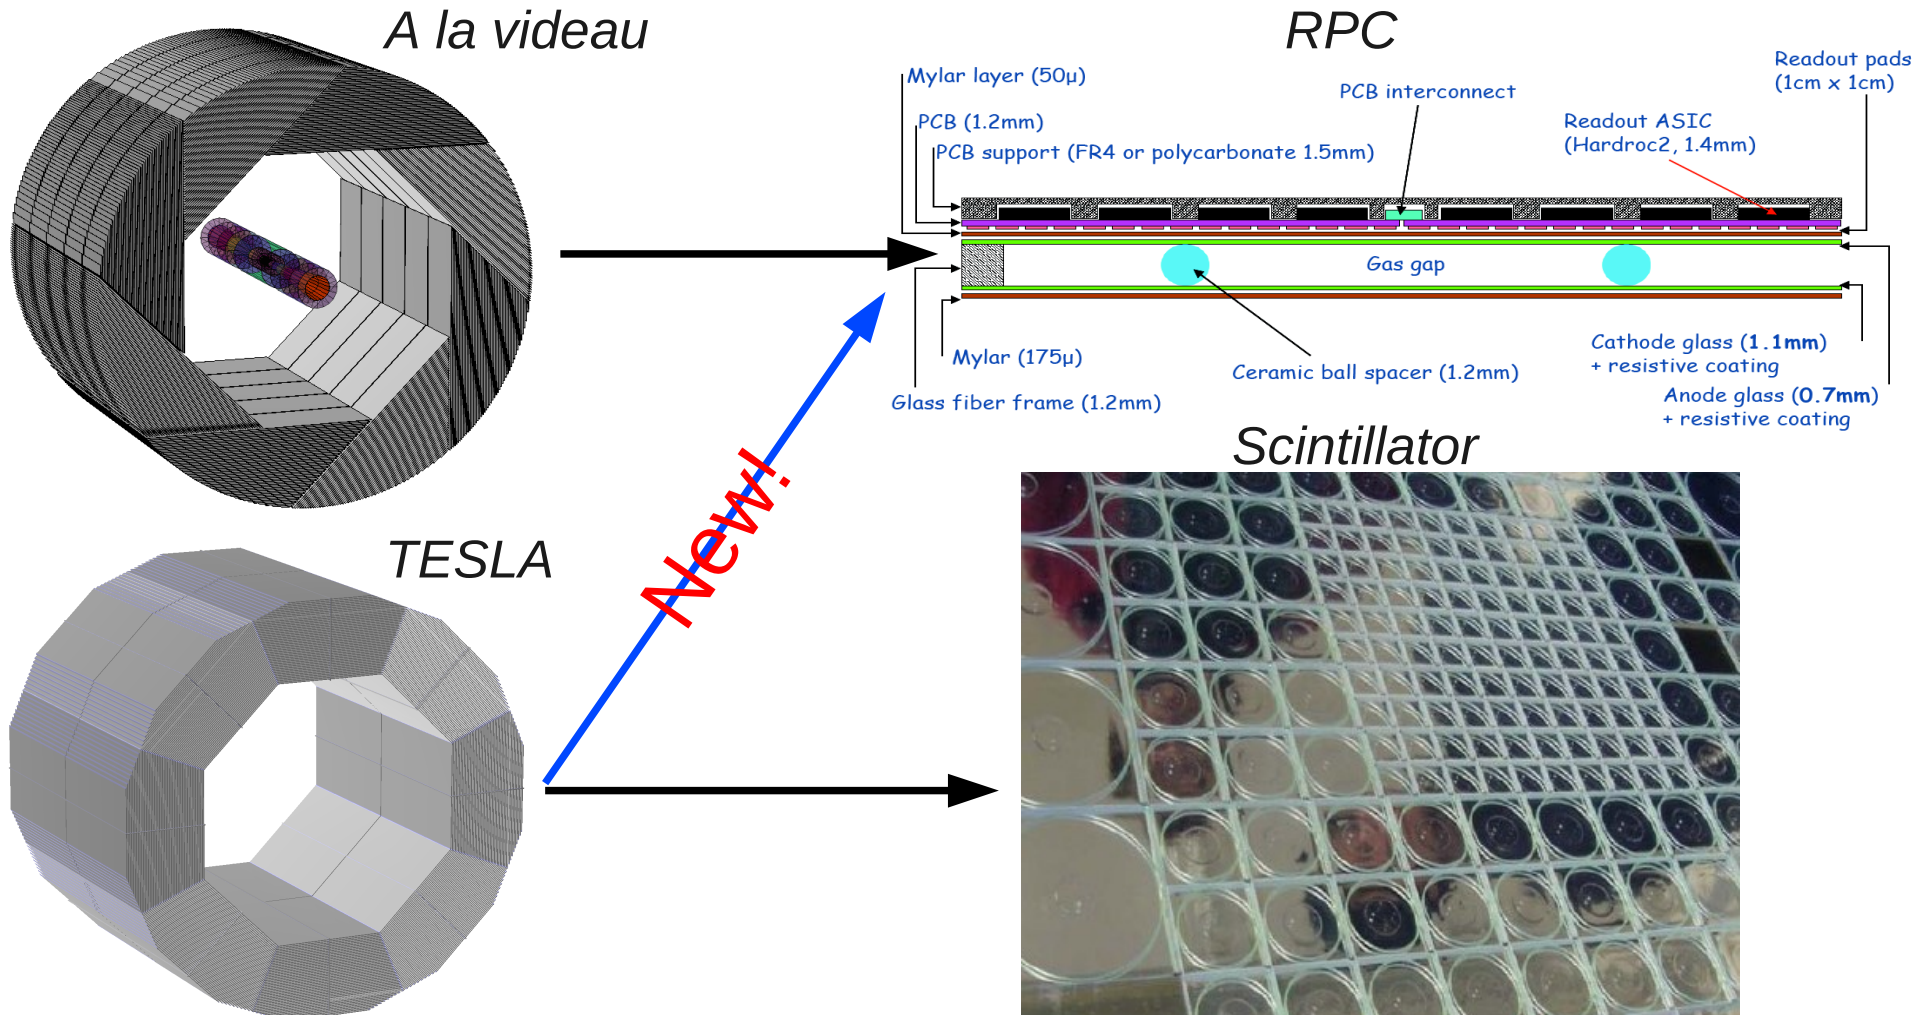 A la videau
RPC
Mylar layer (50µ)
PCB (1.2mm)
PCB support (FR4 or polycarbonate 1.5mm)
PCB interconnect
Readout ASIC
(Hardroc2, 1.4mm)
Readout pads
(1cm x 1cm)
Gas gap
Mylar (175µ)
Glass fiber frame (1.2mm)
Ceramic ball spacer (1.2mm)
Cathode glass (1.1mm)
+ resistive coating
Anode glass (0.7mm)
+ resistive coating
New!
Scintillator
TESLA